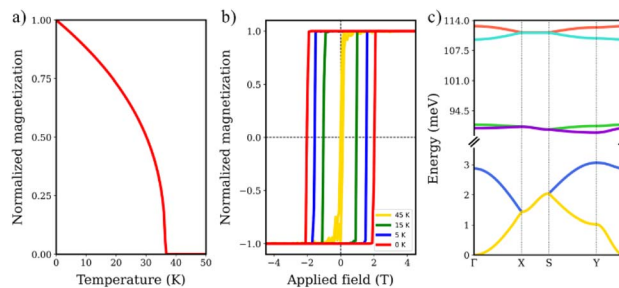 a)
Normalized magnetization
1.00
0.75
0.50
0.25
0.00
0 10 20 30 40 50
Temperature (K)
b)
Normalized magnetization
1.0
0.5
0.0
−0.5
−1.0
45 K
15 K
5 K
0 K
−4 −2 0 2 4
Applied field (T)
c)
Energy (meV)
114.0
107.5
101.0
94.5
3
2
1
0
Γ X S Y Γ